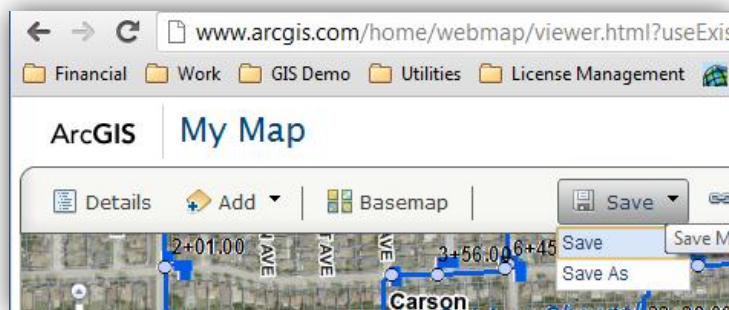 www.arcgis.com/home/webmap/viewer.html?useExis
Financial Work GIS Demo Utilities License Management
ArcGIS My Map
Details Add Basemap Save
2+01.00
AVE
AVE
AVE
3+56.00
6+45
Save
Save M
Save As
Carson